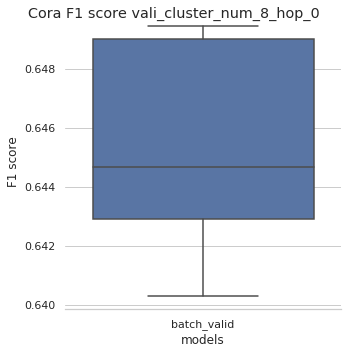 Cora F1 score vali_cluster_num_8_hop_0
0.648
0.646
0.644
0.642
0.640
F1 score
batch_valid
models